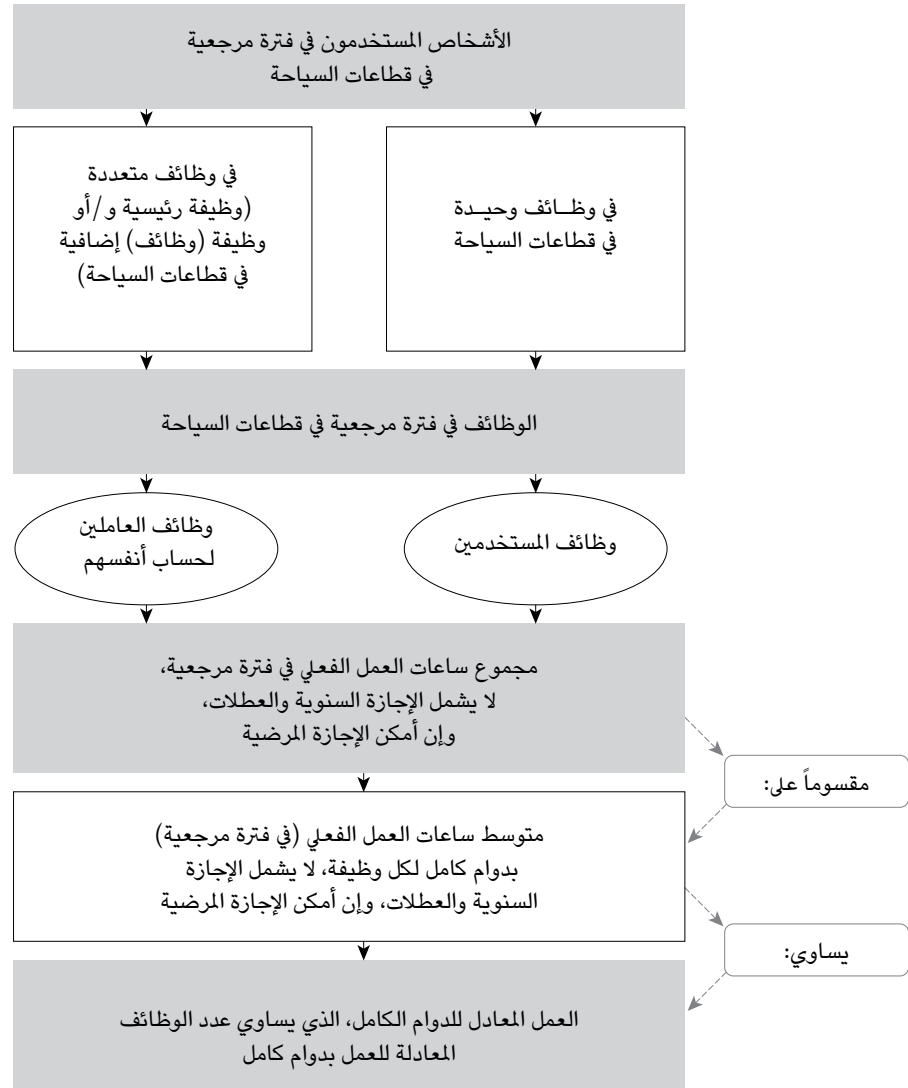 الأشخاص المستخدمون في فترة مرجعية
في قطاعات السياحة
في وظــائف وحيــدة
في قطاعات السياحة
في وظائف متعددة
(وظيفة رئيسية و/أو
وظيفة (وظائف) إضافية
في قطاعات السياحة)
الوظائف في فترة مرجعية في قطاعات السياحة
وظائف المستخدمين
وظائف العاملين
لحساب أنفسهم
مجموع ساعات العمل الفعلي في فترة مرجعية،
لا يشمل الإجازة السنوية والعطلات،
وإن أمكن الإجازة المرضية
مقسوماً على:
متوسط ساعات العمل الفعلي (في فترة مرجعية)
بدوام كامل لكل وظيفة، لا يشمل الإجازة
السنوية والعطلات، وإن أمكن الإجازة المرضية
يساوي:
العمل المعادل للدوام الكامل، الذي يساوي عدد الوظائف
المعادلة للعمل بدوام كامل